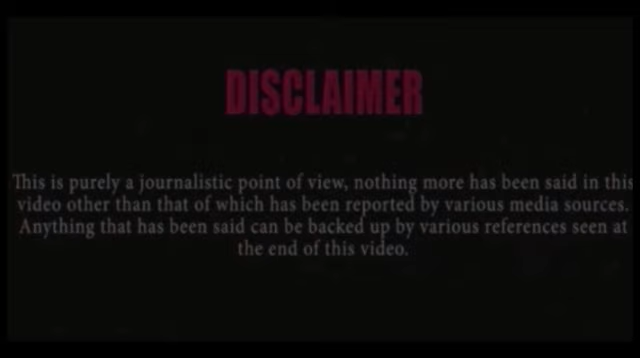 DISCLAIMER
This is purely a journalistic point of view, nothing more has been said in this
video other than that of which has been reported by various media sources.
Anything that has been said can be backed up by various references seen at
the end of this video.